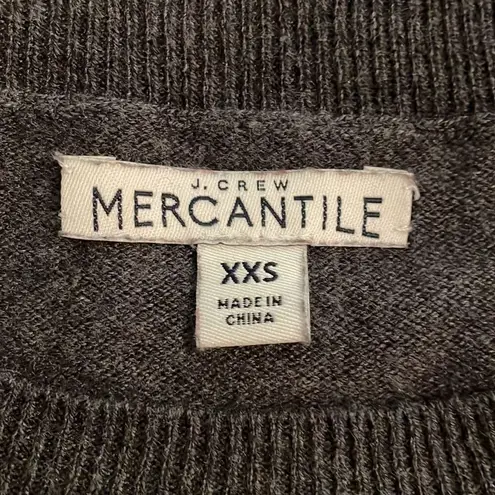 J. CREW
MERCANTILE
XXS
MADE IN
CHINA